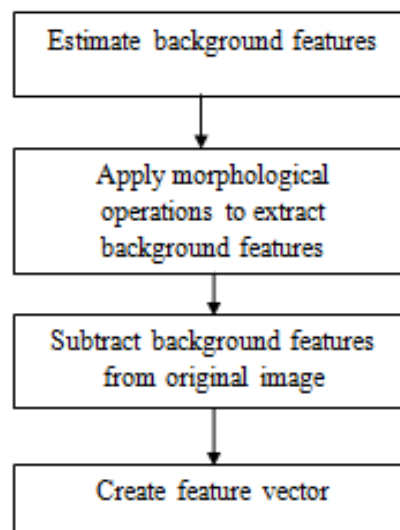 Estimate background features
Apply morphological
operations to extract
background features
Subtract background features
from original image
Create feature vector